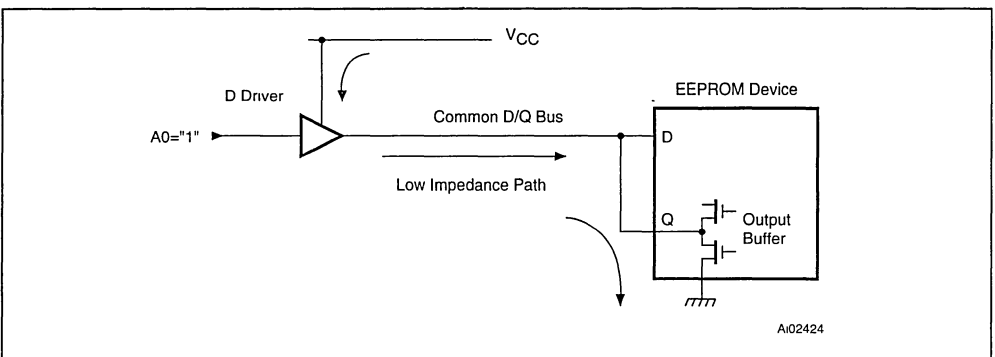 VCC
D Driver
EEPROM Device
A0="1"
Common D/Q Bus
D
Low Impedance Path
Q
Output
Buffer
AI02424